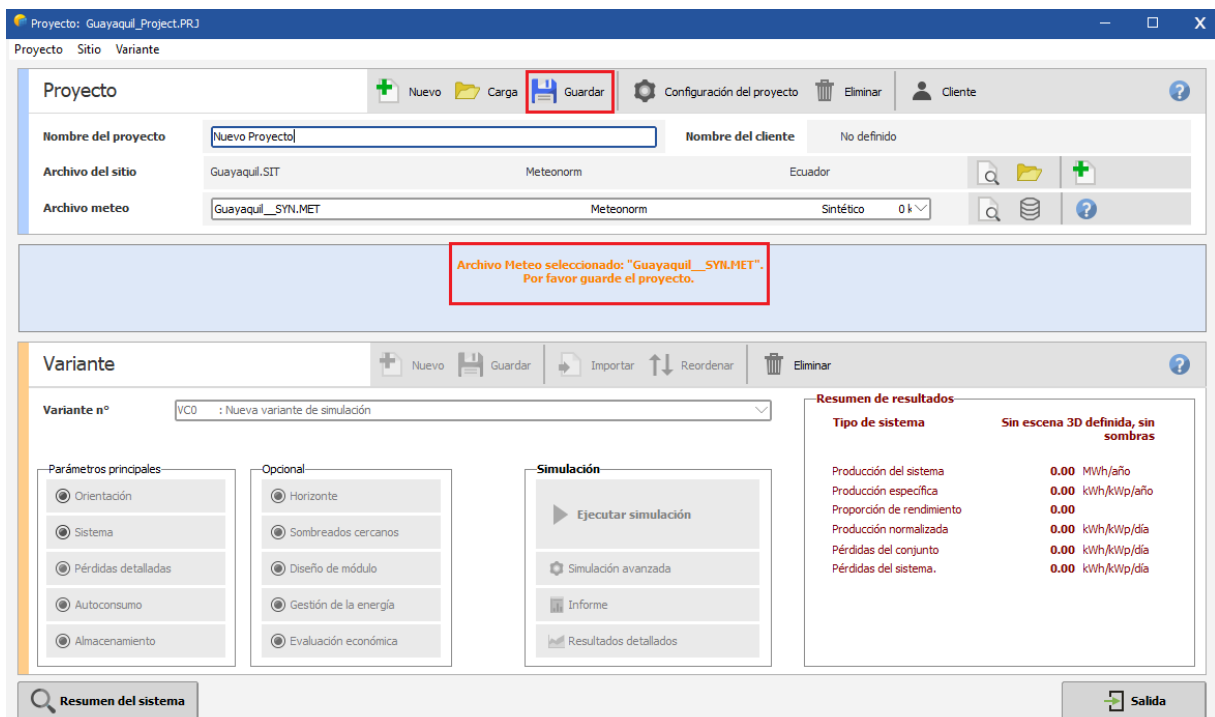 Proyecto: Guayaquil_Project.PRJ
Proyecto Sitio Variante
Proyecto
Nuevo Carga Guardar Configuración del proyecto Eliminar Cliente
Nombre del proyecto Nuevo Proyecto Nombre del cliente No definido
Archivo del sitio Guayaquil.SIT Meteonorm Ecuador
Archivo meteo Guayaquil__SYN.MET Meteonorm Sintético 0 k
Archivo Meteo seleccionado: "Guayaquil__SYN.MET".
Por favor guarde el proyecto.
Variante
Nuevo Guardar Importar Reordenar Eliminar
Variante n° VC0 : Nueva variante de simulación
Parámetros principales
Orientación
Sistema
Pérdidas detalladas
Autoconsumo
Almacenamiento
Opcional
Horizonte
Sombreados cercanos
Diseño de módulo
Gestión de la energía
Evaluación económica
Simulación
Ejecutar simulación
Simulación avanzada
Informe
Resultados detallados
Resumen de resultados
Tipo de sistema Sin escena 3D definida, sin
sombras
Producción del sistema 0.00 MWh/año
Producción específica 0.00 kWh/kWp/año
Proporción de rendimiento 0.00
Producción normalizada 0.00 kWh/kWp/día
Pérdidas del conjunto 0.00 kWh/kWp/día
Pérdidas del sistema. 0.00 kWh/kWp/día
Resumen del sistema
Salida